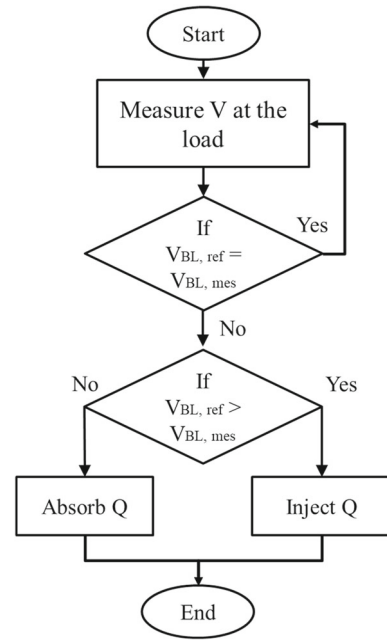 Start
Measure V at the
load
If
Yes
VBL, ref =
VBL, mes
No
No
If
Yes
VBL, ref >
VBL, mes
Absorb Q
Inject Q
End